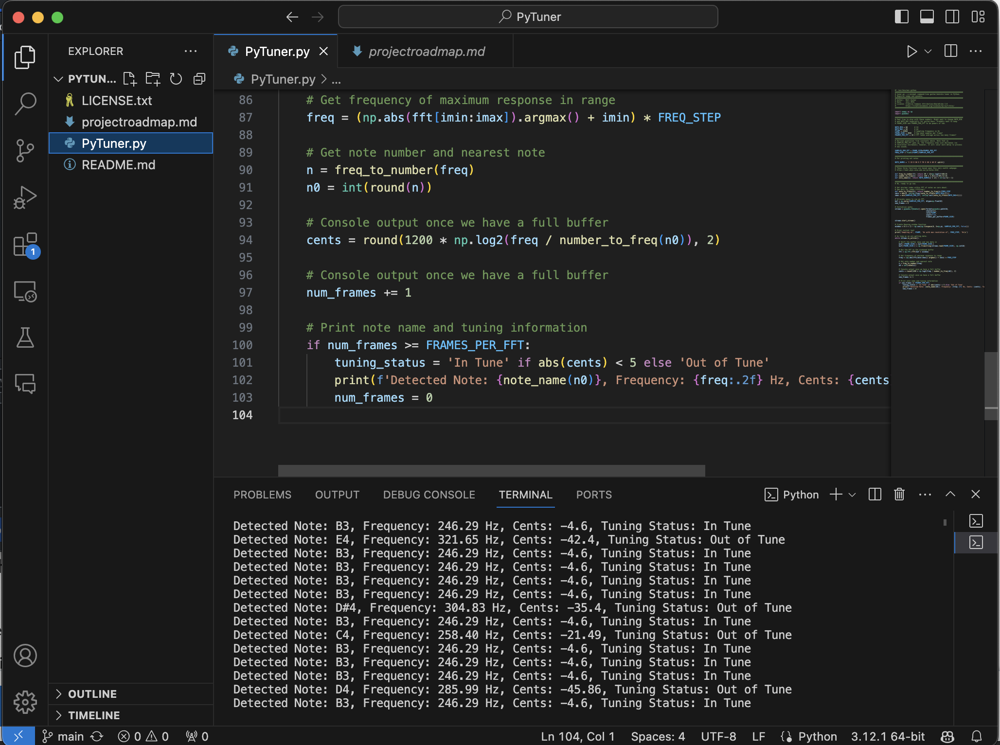 PyTuner
EXPLORER
PYTUN...
LICENSE.txt
projectroadmap.md
PyTuner.py
README.md
OUTLINE
TIMELINE
1
PyTuner.py
projectroadmap.md
PyTuner.py > ...
86 # Get frequency of maximum response in range
87 freq = (np.abs(fft[imin:imax]).argmax() + imin) * FREQ_STEP
88
89 # Get note number and nearest note
90 n = freq_to_number(freq)
91 n0 = int(round(n))
92
93 # Console output once we have a full buffer
94 cents = round(1200 * np.log2(freq / number_to_freq(n0)), 2)
95
96 # Console output once we have a full buffer
97 num_frames += 1
98
99 # Print note name and tuning information
100 if num_frames >= FRAMES_PER_FFT:
101 tuning_status = 'In Tune' if abs(cents) < 5 else 'Out of Tune'
102 print(f'Detected Note: {note_name(n0)}, Frequency: {freq:.2f} Hz, Cents: {cents
103 num_frames = 0
104
PROBLEMS OUTPUT DEBUG CONSOLE TERMINAL PORTS Python
Detected Note: B3, Frequency: 246.29 Hz, Cents: -4.6, Tuning Status: In Tune
Detected Note: E4, Frequency: 321.65 Hz, Cents: -42.4, Tuning Status: Out of Tune
Detected Note: B3, Frequency: 246.29 Hz, Cents: -4.6, Tuning Status: In Tune
Detected Note: B3, Frequency: 246.29 Hz, Cents: -4.6, Tuning Status: In Tune
Detected Note: B3, Frequency: 246.29 Hz, Cents: -4.6, Tuning Status: In Tune
Detected Note: B3, Frequency: 246.29 Hz, Cents: -4.6, Tuning Status: In Tune
Detected Note: D#4, Frequency: 304.83 Hz, Cents: -35.4, Tuning Status: Out of Tune
Detected Note: B3, Frequency: 246.29 Hz, Cents: -4.6, Tuning Status: In Tune
Detected Note: C4, Frequency: 258.40 Hz, Cents: -21.49, Tuning Status: Out of Tune
Detected Note: B3, Frequency: 246.29 Hz, Cents: -4.6, Tuning Status: In Tune
Detected Note: B3, Frequency: 246.29 Hz, Cents: -4.6, Tuning Status: In Tune
Detected Note: B3, Frequency: 246.29 Hz, Cents: -4.6, Tuning Status: In Tune
Detected Note: D4, Frequency: 285.99 Hz, Cents: -45.86, Tuning Status: Out of Tune
Detected Note: B3, Frequency: 246.29 Hz, Cents: -4.6, Tuning Status: In Tune
main 0 0 0 Ln 104, Col 1 Spaces: 4 UTF-8 LF Python 3.12.1 64-bit